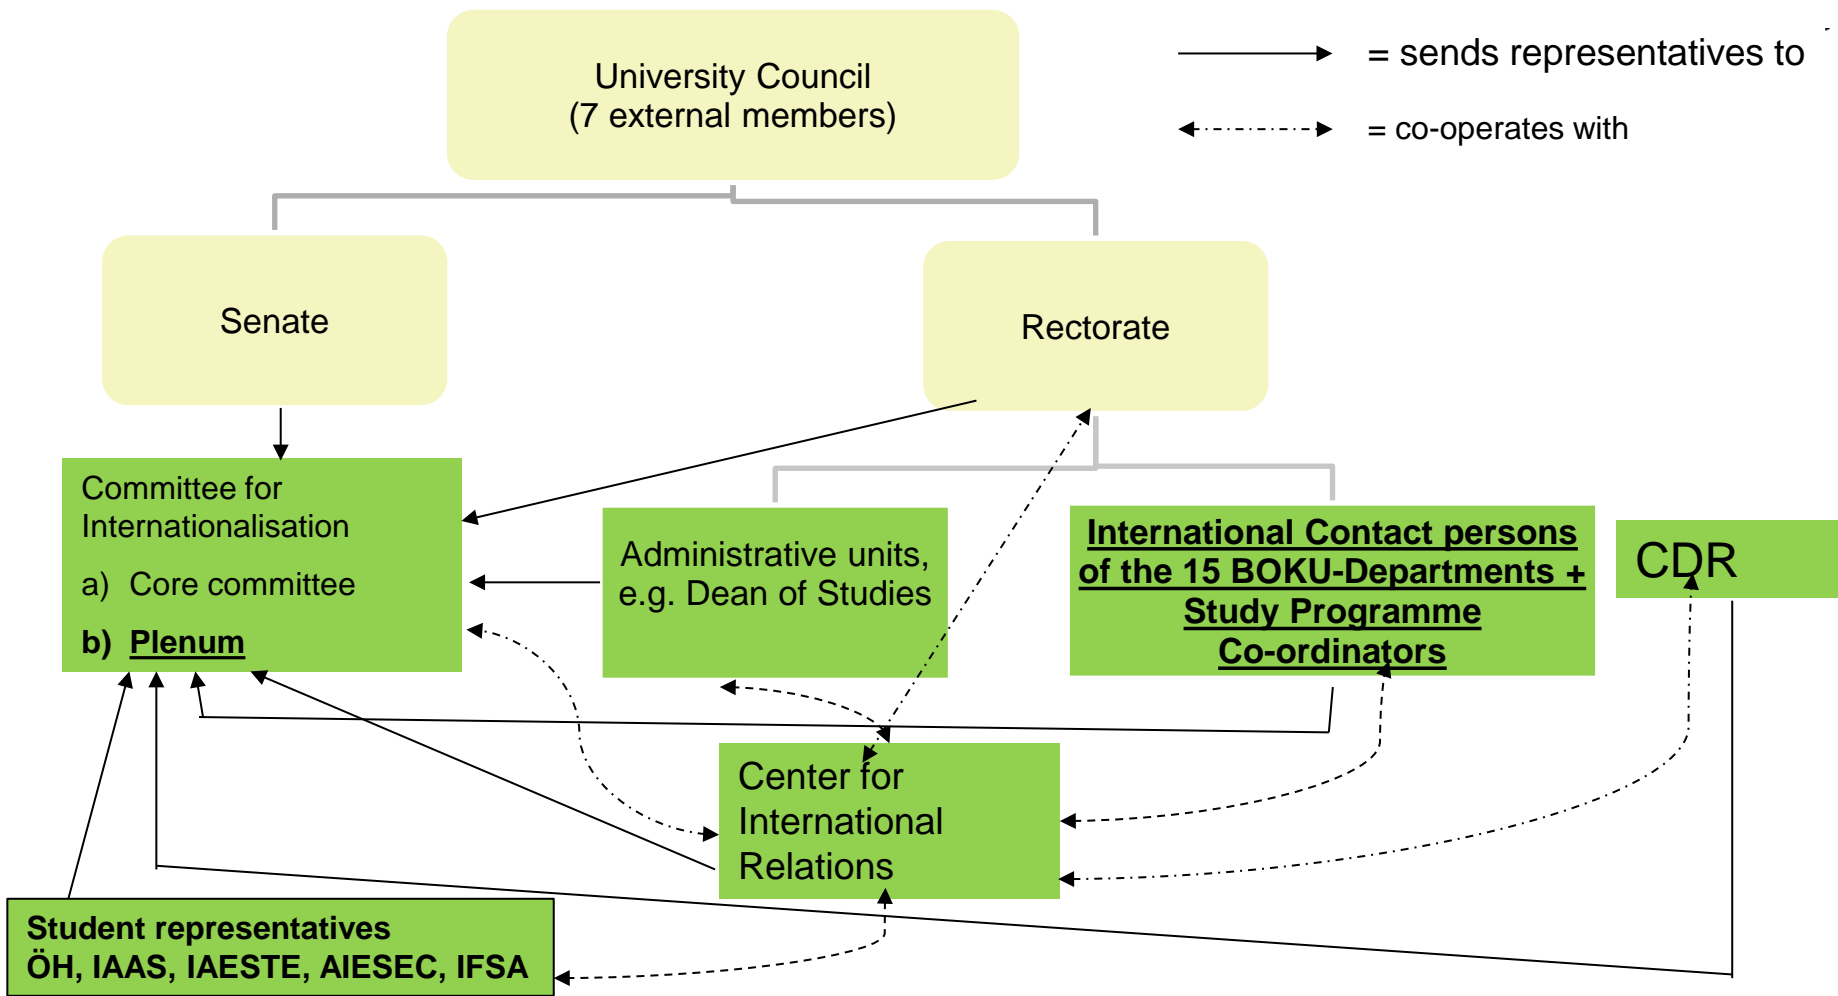 University Council
(7 external members)
= sends representatives to
= co-operates with
Senate
Rectorate
Committee for
Internationalisation
a) Core committee
b) Plenum
Administrative units,
e.g. Dean of Studies
International Contact persons
of the 15 BOKU-Departments +
Study Programme
Co-ordinators
CDR
Center for
International
Relations
Student representatives
ÖH, IAAS, IAESTE, AIESEC, IFSA